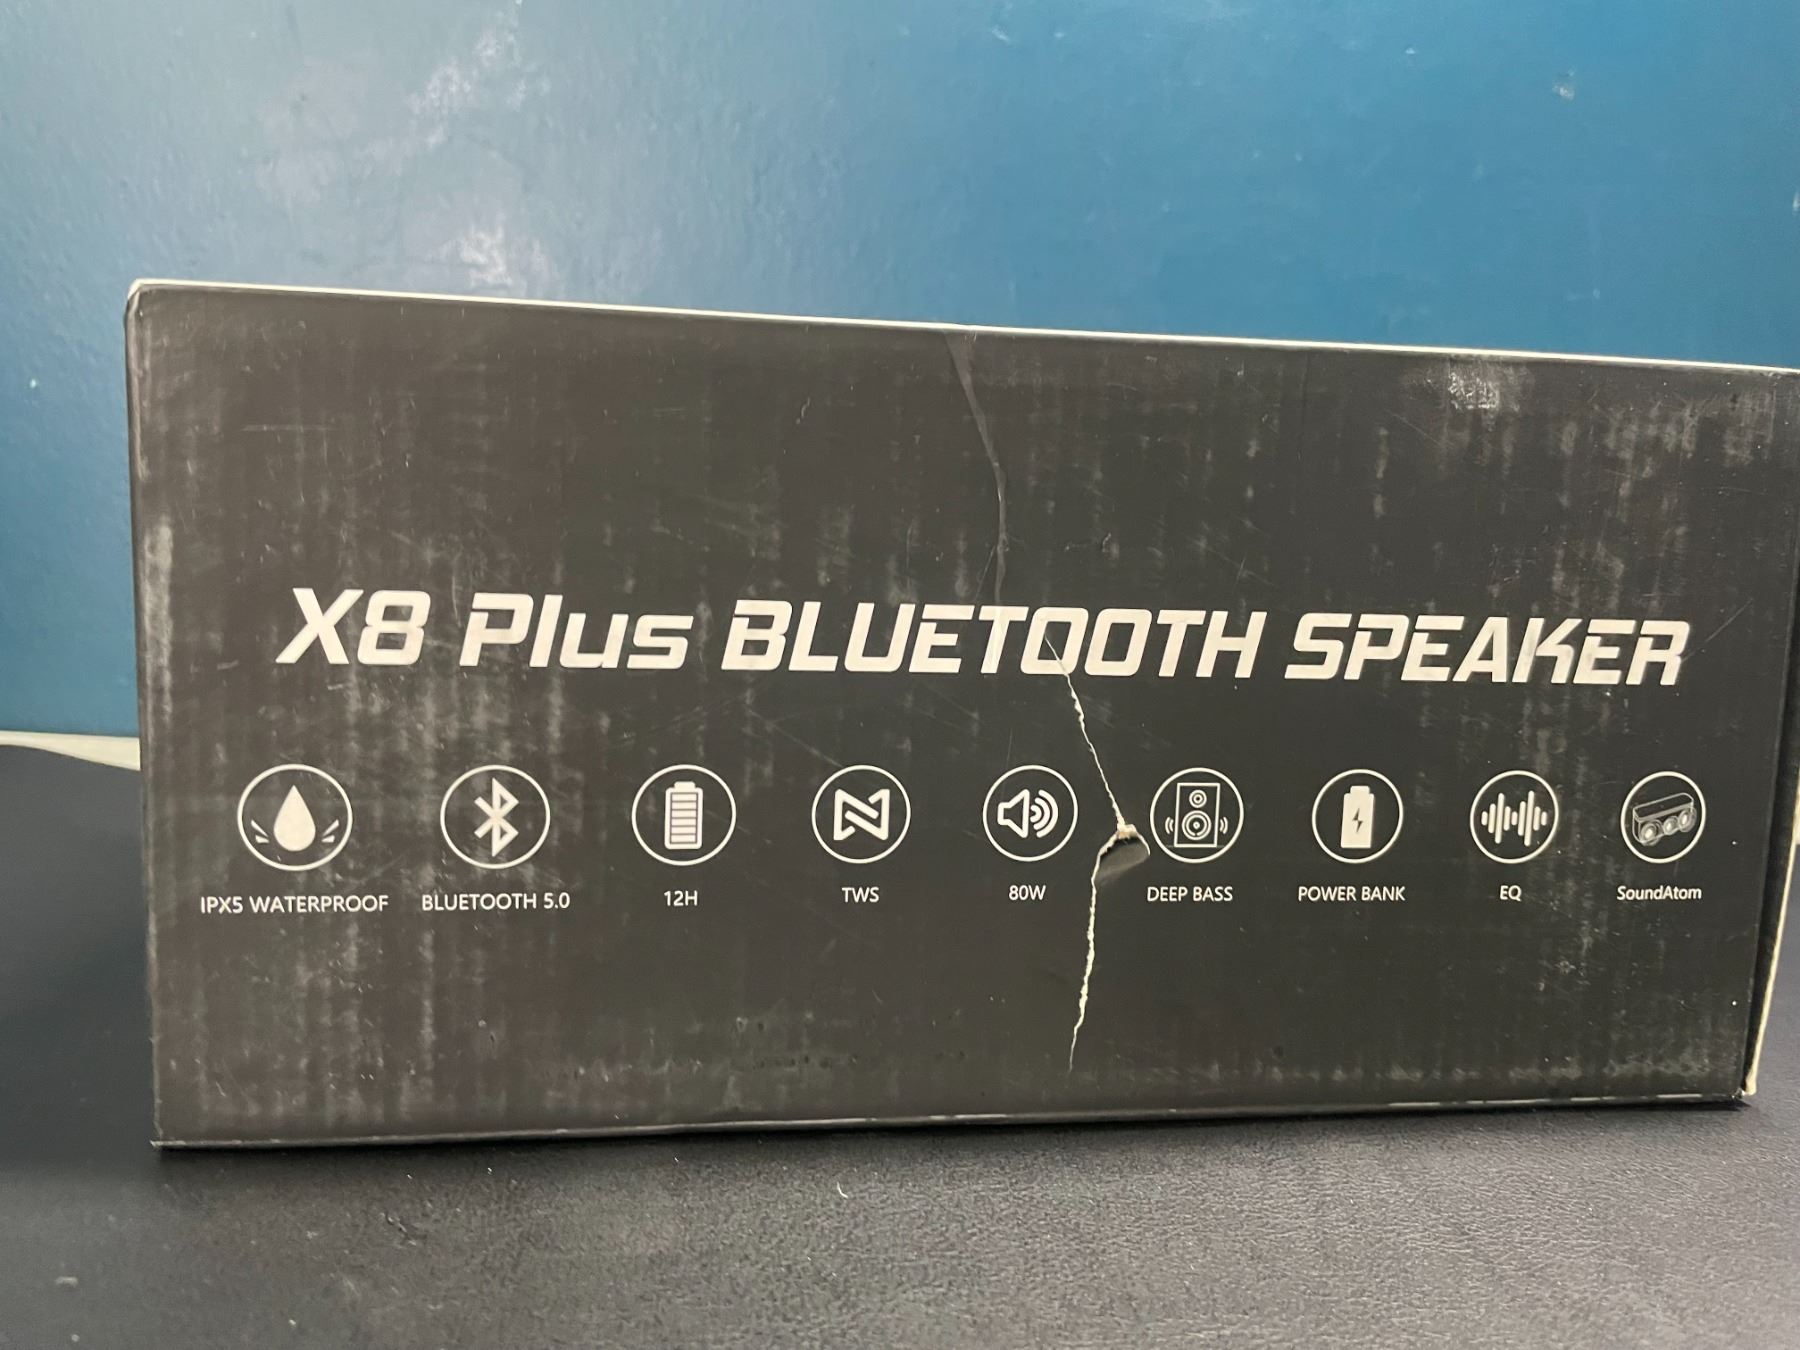 X8 Plus BLUETOOTH SPEAKER
IPX5 WATERPROOF
BLUETOOTH 5.0
12H
TWS
80W
DEEP BASS
POWER BANK
EQ
SoundAtom